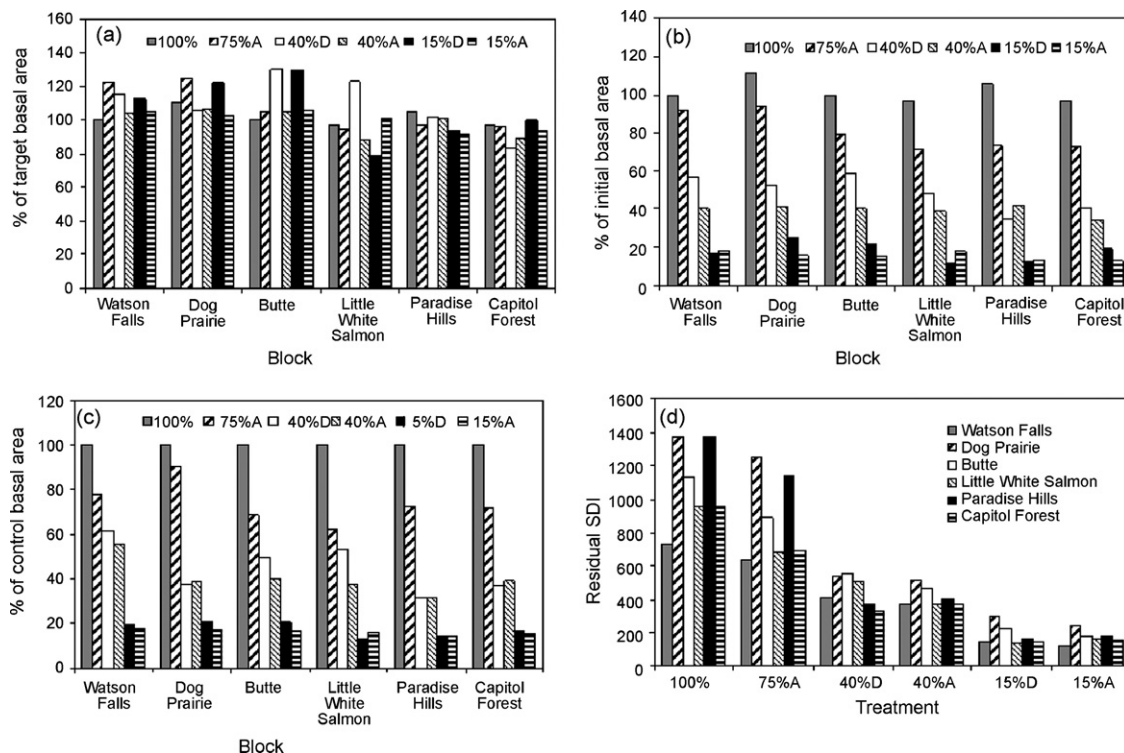 (a)
160
140
120
100
80
60
40
20
0
% of target basal area
100% 75%A 40%D 40%A 15%D 15%A
Watson Falls
Dog Prairie
Butte
Little White Salmon
Paradise Hills
Capitol Forest
Block
(b)
140
120
100
80
60
40
20
0
% of initial basal area
100% 75%A 40%D 40%A 15%D 15%A
Watson Falls
Dog Prairie
Butte
Little White Salmon
Paradise Hills
Capitol Forest
Block
(c)
120
100
80
60
40
20
0
% of control basal area
100% 75%A 40%D 40%A 5%D 15%A
Watson Falls
Dog Prairie
Butte
Little White Salmon
Paradise Hills
Capitol Forest
Block
(d)
1600
1400
1200
1000
800
600
400
200
0
Residual SDI
Watson Falls
Dog Prairie
Butte
Little White Salmon
Paradise Hills
Capitol Forest
100% 75%A 40%D 40%A 15%D 15%A
Treatment